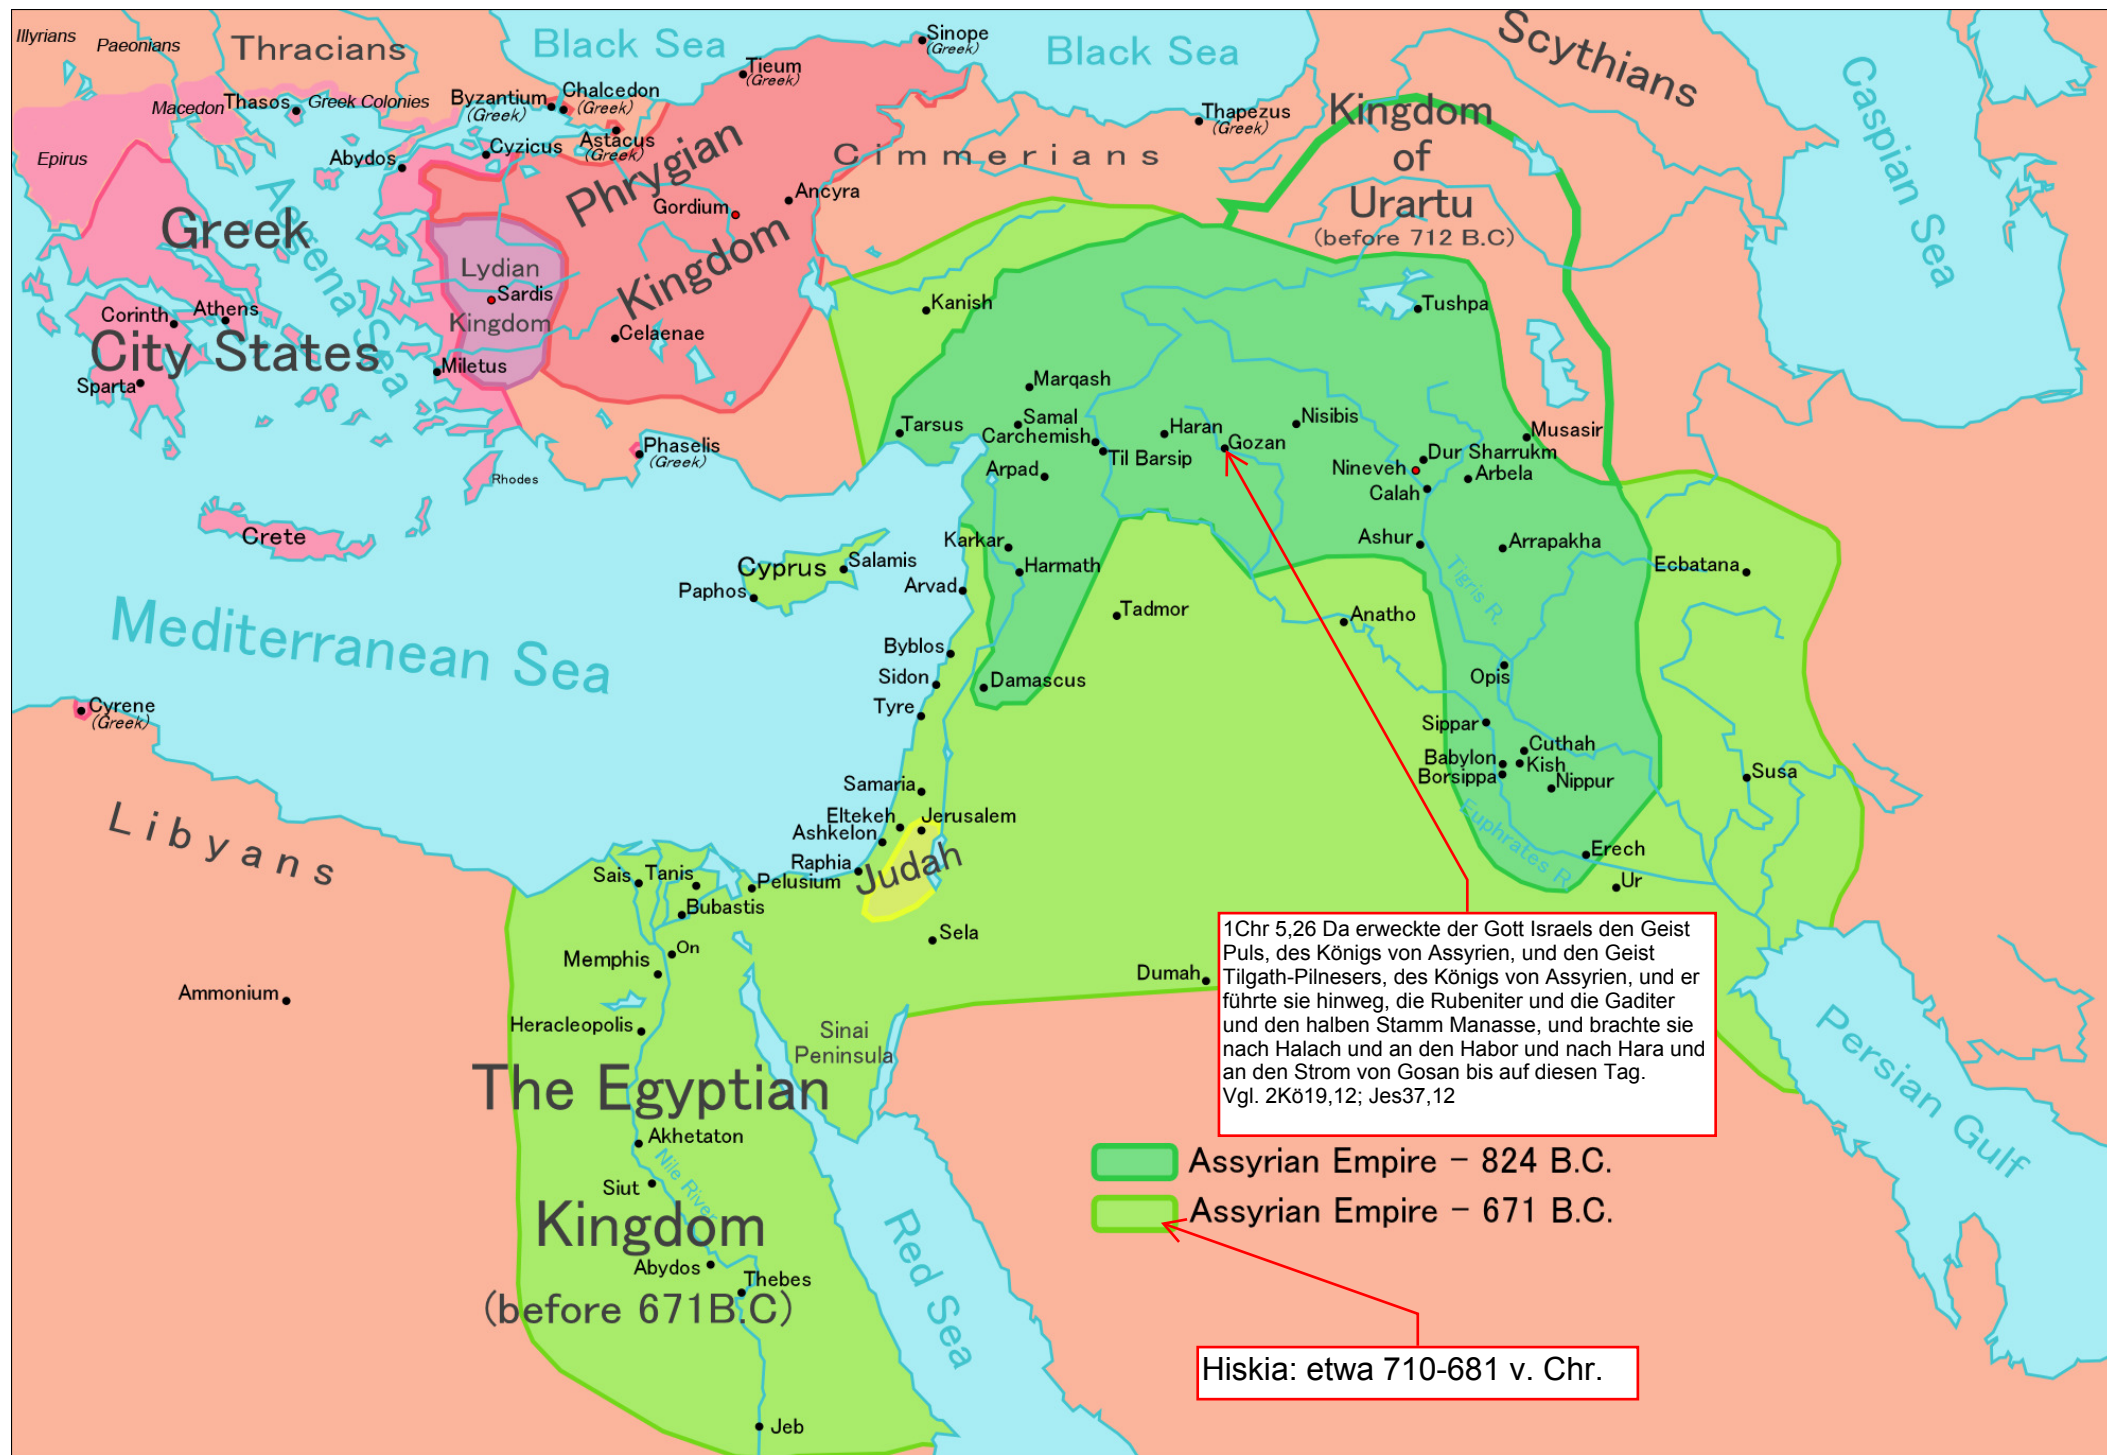 Illyrians
Paeonians
Thracians
Black Sea
Sinope
(Greek)
Black Sea
Scythians
Caspian Sea
Tieum
(Greek)
Macedon
Thasos
Greek Colonies
Byzantium
(Greek)
Chalcedon
(Greek)
Astacus
(Greek)
Thapezus
(Greek)
Kingdom
of
Urartu
(before 712 B.C)
Epirus
Abydos
Cyzicus
Phrygian
Kingdom
Cimmerians
Ancyra
Gordium
Greek
City States
Aegena Sea
Lydian
Kingdom
Sardis
Celaenae
Kanish
Tushpa
Corinth
Athens
Sparta
Miletus
Marqash
Samal
Carchemish
Til Barsip
Haran
Gozan
Nisibis
Musasir
Tarsus
Arpad
Dur Sharrukm
Nineveh
Arbela
Calah
Phaselis
(Greek)
Rhodes
Crete
Karkar
Harmath
Ashur
Arrapakha
Ecbatana
Cyprus
Salamis
Paphos
Arvad
Tadmor
Anatho
Tigris R.
Mediterranean Sea
Byblos
Sidon
Tyre
Damascus
Opis
Cyrene
(Greek)
Sippar
Cuthah
Babylon
Kish
Borsippa
Nippur
Susa
Samaria
Eltekeh
Jerusalem
Ashkelon
Raphia
Judah
Euphrates R.
Erech
Ur
Libyans
Sais
Tanis
Pelusium
Bubastis
Sela
On
Memphis
Dumah
Ammonium
Heracleopolis
Sinai
Peninsula
1Chr 5,26 Da erweckte der Gott Israels den Geist
Puls, des Königs von Assyrien, und den Geist
Tilgath-Pilnesers, des Königs von Assyrien, und er
führte sie hinweg, die Rubeniter und die Gaditer
und den halben Stamm Manasse, und brachte sie
nach Halach und an den Habor und nach Hara und
an den Strom von Gosan bis auf diesen Tag.
Vgl. 2Kö19,12; Jes37,12
Persian Gulf
The Egyptian
Kingdom
(before 671B.C)
Akhetaton
Nile River
Siut
Abydos
Thebes
Jeb
Red Sea
Assyrian Empire - 824 B.C.
Assyrian Empire - 671 B.C.
Hiskia: etwa 710-681 v. Chr.